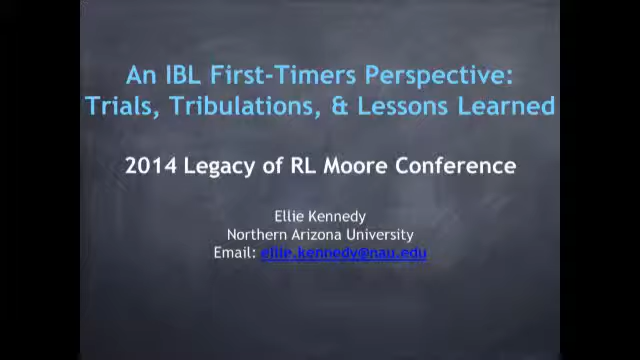 An IBL First-Timers Perspective:
Trials, Tribulations, & Lessons Learned
2014 Legacy of RL Moore Conference
Ellie Kennedy
Northern Arizona University
Email: ellie.kennedy@nau.edu